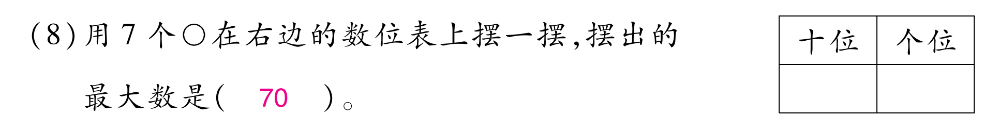 (8)用 7 个○在右边的数位表上摆一摆,摆出的
最大数是( 70 )。
十位 个位